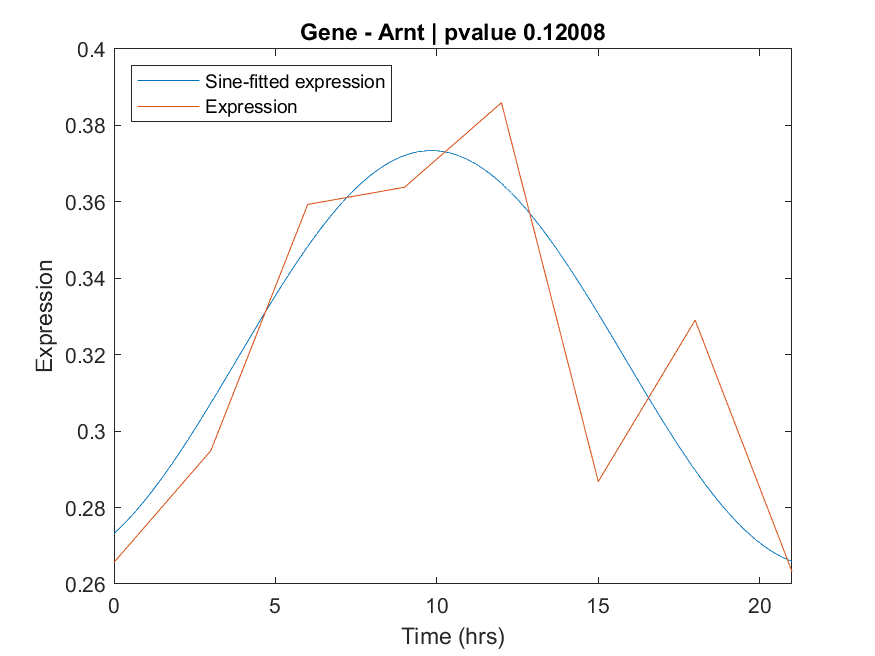 Gene - Arnt | pvalue 0.12008
Sine-fitted expression
Expression
0.4
0.38
0.36
0.34
0.32
0.3
0.28
0.26
Expression
0
5
10
15
20
Time (hrs)